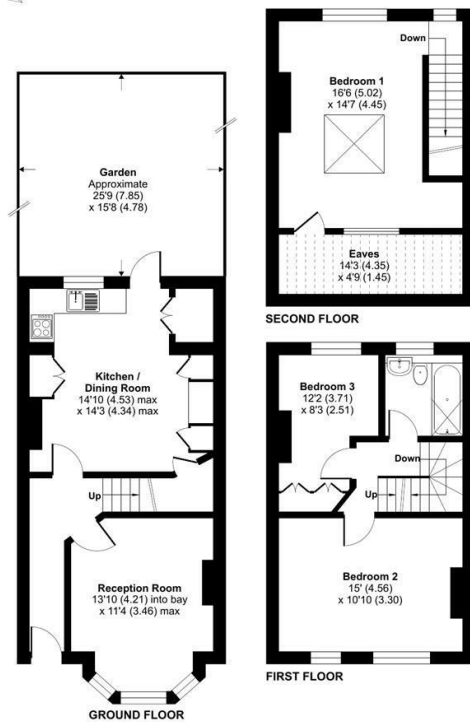 Garden
Approximate
25'9 (7.85)
x 15'8 (4.78)
Kitchen /
Dining Room
14'10 (4.53) max
x 14'3 (4.34) max
Up
Reception Room
13'10 (4.21) into bay
x 11'4 (3.46) max
GROUND FLOOR
Down
Bedroom 1
16'6 (5.02)
x 14'7 (4.45)
Eaves
14'3 (4.35)
x 4'9 (1.45)
SECOND FLOOR
Bedroom 3
12'2 (3.71)
x 8'3 (2.51)
Down
Up
Bedroom 2
15' (4.56)
x 10'10 (3.30)
FIRST FLOOR